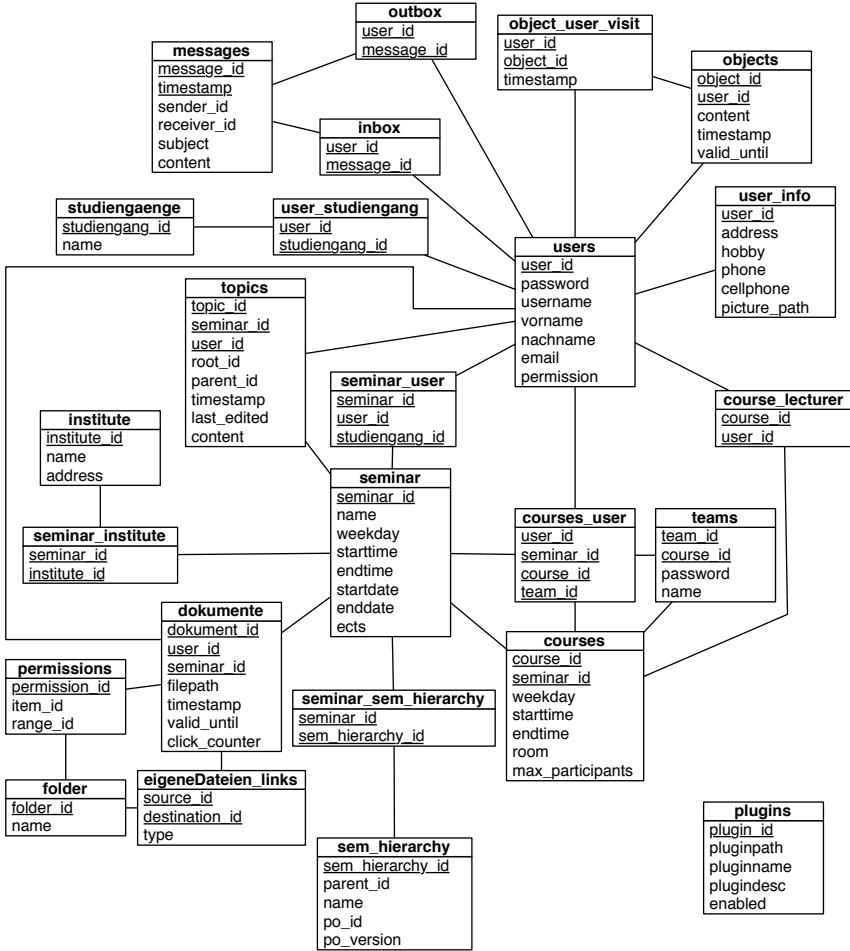 outbox
user_id
message_id
object_user_visit
user_id
object_id
timestamp
messages
message_id
timestamp
sender_id
receiver_id
subject
content
objects
object_id
user_id
content
timestamp
valid_until
inbox
user_id
message_id
user_info
user_id
address
hobby
phone
cellphone
picture_path
studiengaenge
studiengang_id
name
user_studiengang
user_id
studiengang_id
users
user_id
password
username
vorname
nachname
email
permission
topics
topic_id
seminar_id
user_id
root_id
parent_id
timestamp
last_edited
content
seminar_user
seminar_id
user_id
studiengang_id
course_lecturer
course_id
user_id
institute
institute_id
name
address
seminar
seminar_id
name
weekday
starttime
endtime
startdate
enddate
ects
courses_user
user_id
seminar_id
course_id
team_id
teams
team_id
course_id
password
name
seminar_institute
seminar_id
institute_id
dokumente
dokument_id
user_id
seminar_id
filepath
timestamp
valid_until
click_counter
courses
course_id
seminar_id
weekday
starttime
endtime
room
max_participants
permissions
permission_id
item_id
range_id
seminar_sem_hierarchy
seminar_id
sem_hierarchy_id
folder
folder_id
name
eigeneDateien_links
source_id
destination_id
type
plugins
plugin_id
pluginpath
pluginname
plugindesc
enabled
sem_hierarchy
sem_hierarchy_id
parent_id
name
po_id
po_version